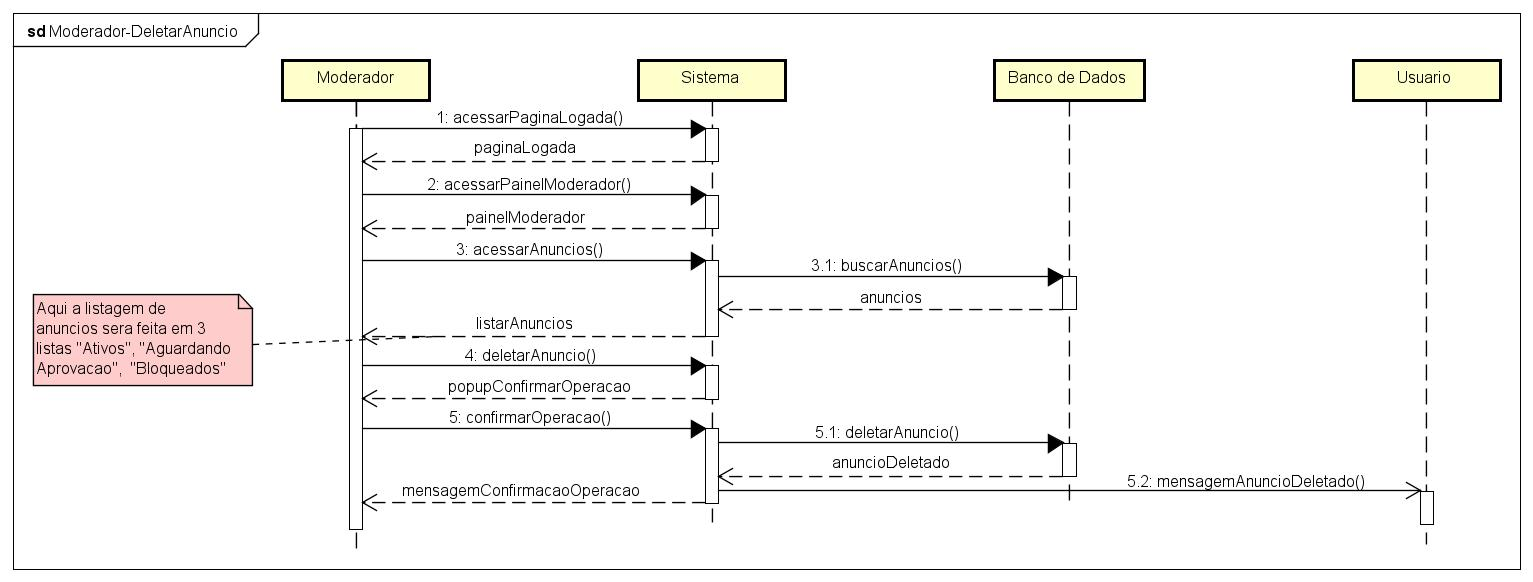 sd Moderador-DeletarAnuncio
Moderador
Sistema
Banco de Dados
Usuario
1: acessarPaginaLogada()
paginaLogada
2: acessarPainelModerador()
painelModerador
3: acessarAnuncios()
3.1: buscarAnuncios()
anuncios
Aqui a listagem de
anuncios sera feita em 3
listas "Ativos", "Aguardando
Aprovacao",  "Bloqueados"
listarAnuncios
4: deletarAnuncio()
popupConfirmarOperacao
5: confirmarOperacao()
5.1: deletarAnuncio()
anuncioDeletado
5.2: mensagemAnuncioDeletado()
mensagemConfirmacaoOperacao